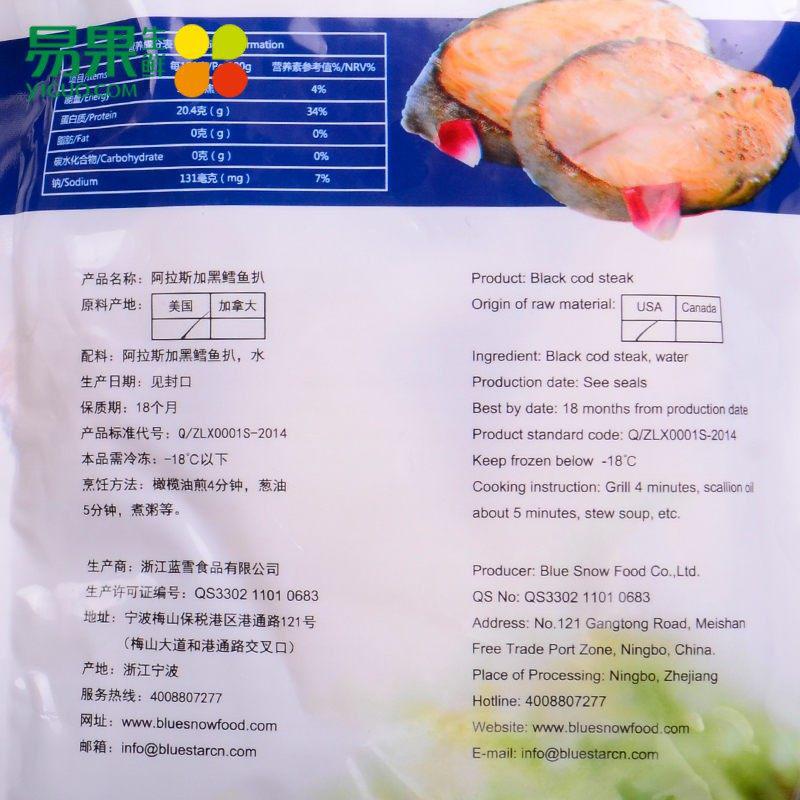 易果生鲜
YIGUO.COM
项目/Items
营养素参考值%/NRV%
能量/Energy
4%
蛋白质/Protein 20.4克（g） 34%
脂肪/Fat 0克（g） 0%
碳水化合物/Carbohydrate 0克（g） 0%
钠/Sodium 131毫克（mg） 7%
产品名称：阿拉斯加黑鳕鱼扒
原料产地： 美国 加拿大
配料：阿拉斯加黑鳕鱼扒，水
生产日期：见封口
保质期：18个月
产品标准代号：Q/ZLX0001S-2014
本品需冷冻：-18℃以下
烹饪方法：橄榄油煎4分钟，葱油
5分钟，煮粥等。
生产商：浙江蓝雪食品有限公司
生产许可证编号：QS3302 1101 0683
地址：宁波梅山保税港区港通路121号
（梅山大道和港通路交叉口）
产地：浙江宁波
服务热线：4008807277
网址：www.bluesnowfood.com
邮箱：info@bluestarcn.com
Product: Black cod steak
Origin of raw material: USA Canada
Ingredient: Black cod steak, water
Production date: See seals
Best by date: 18 months from production date
Product standard code: Q/ZLX0001S-2014
Keep frozen below -18℃
Cooking instruction: Grill 4 minutes, scallion oil
about 5 minutes, stew soup, etc.
Producer: Blue Snow Food Co.,Ltd.
QS No: QS3302 1101 0683
Address: No.121 Gangtong Road, Meishan
Free Trade Port Zone, Ningbo, China.
Place of Processing: Ningbo, Zhejiang
Hotline: 4008807277
Website: www.bluesnowfood.com
E-mail: info@bluestarcn.com